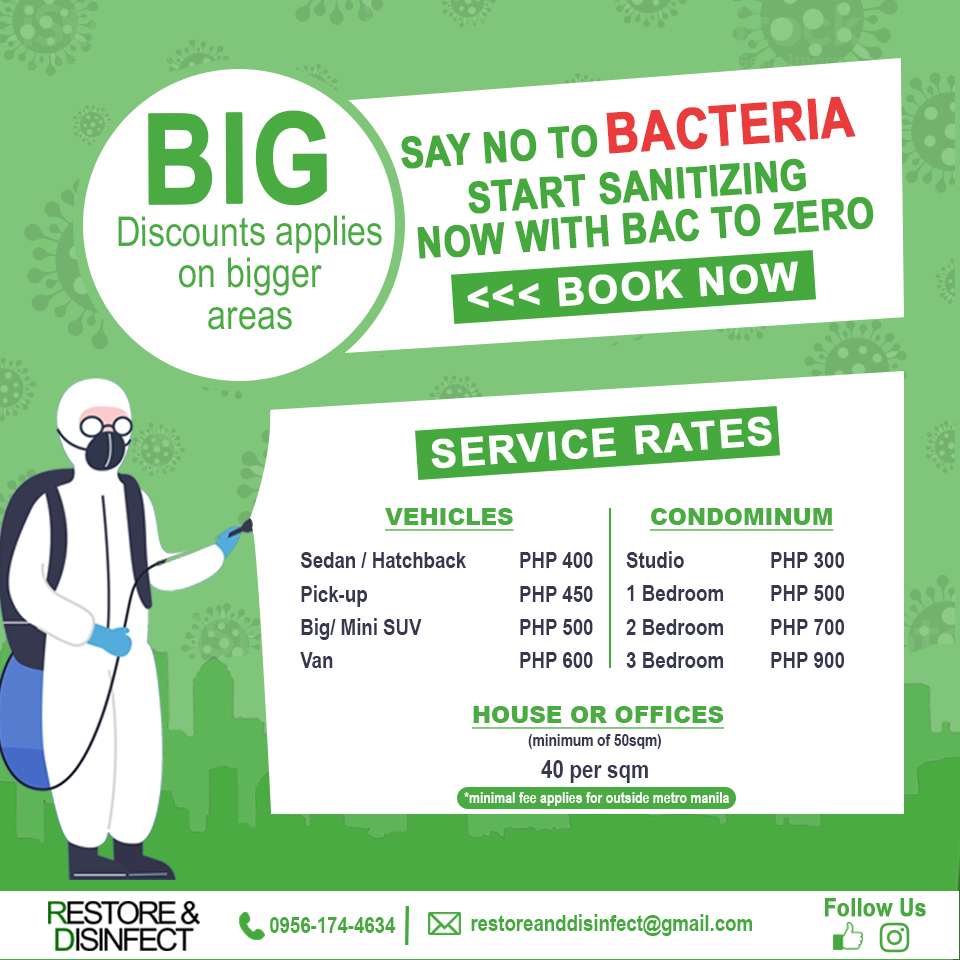 BIG
Discounts applies
on bigger
areas
SAY NO TO BACTERIA
START SANITIZING
NOW WITH BAC TO ZERO
<<< BOOK NOW
SERVICE RATES
VEHICLES
Sedan / Hatchback PHP 400
Pick-up PHP 450
Big/ Mini SUV PHP 500
Van PHP 600
CONDOMINUM
Studio PHP 300
1 Bedroom PHP 500
2 Bedroom PHP 700
3 Bedroom PHP 900
HOUSE OR OFFICES
(minimum of 50sqm)
40 per sqm
*minimal fee applies for outside metro manila
RESTORE &
DISINFECT
0956-174-4634
restoreanddisinfect@gmail.com
Follow Us